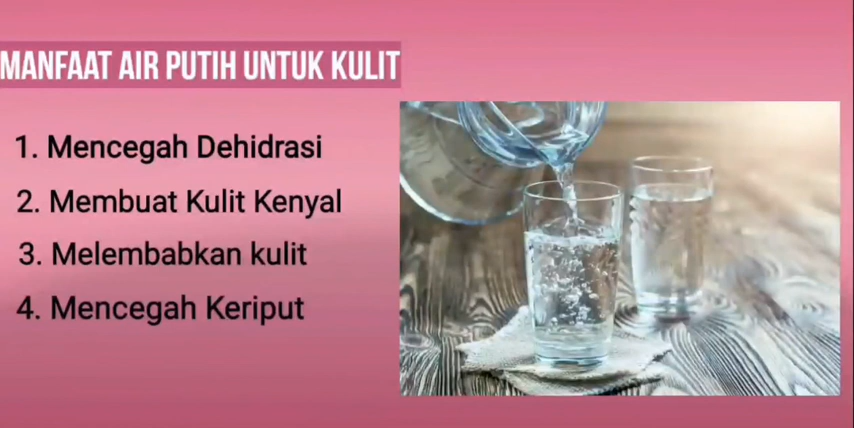 MANFAAT AIR PUTIH UNTUK KULIT
1. Mencegah Dehidrasi
2. Membuat Kulit Kenyal
3. Melembabkan kulit
4. Mencegah Keriput